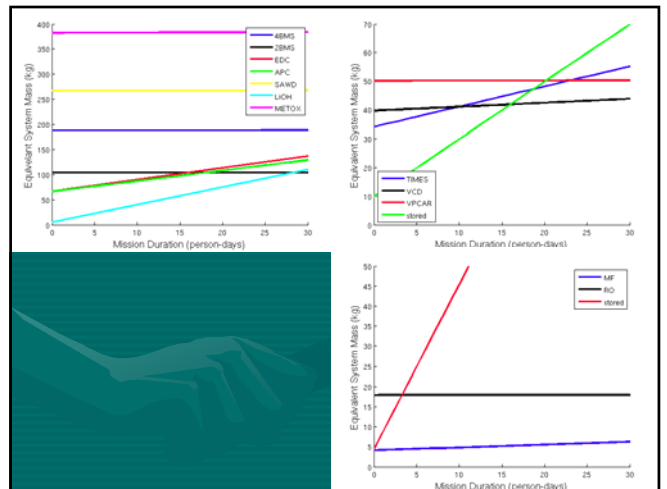 400
350
300
250
200
150
100
50
0
Equivelant System Mass (kg)
0 5 10 15 20 25 30
Mission Duration (person-days)
4BMS
2BMS
EDC
APC
SAWD
LiOH
METOX
70
60
50
40
30
20
10
0
Equivalent System Mass (kg)
0 5 10 15 20 25 30
Mission Duration (person-days)
TIMES
VCD
VPCAR
stored
50
45
40
35
30
25
20
15
10
5
0
Equivalent System Mass (kg)
0 5 10 15 20 25 30
Mission Duration (person-days)
MF
RO
stored